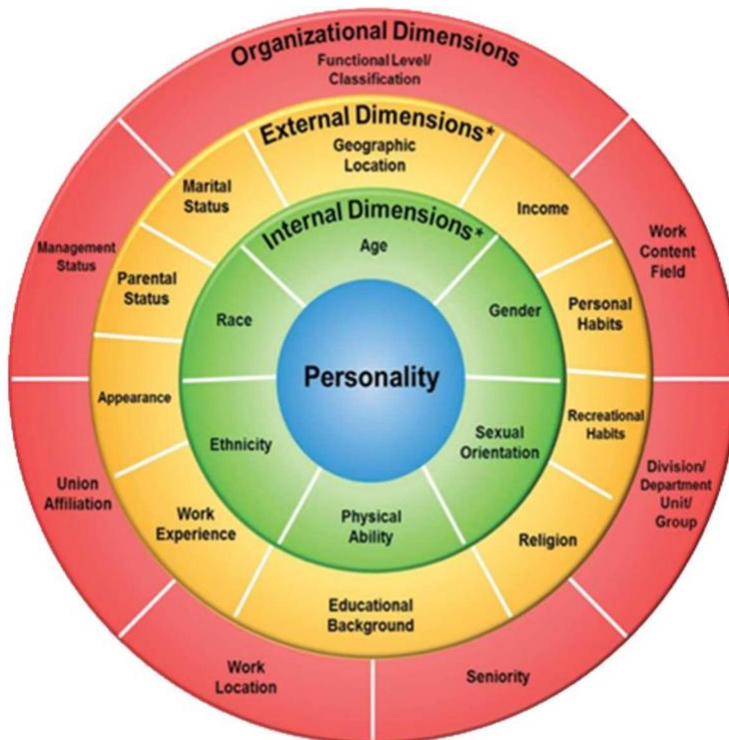 Organizational Dimensions
Functional Level/
Classification
External Dimensions*
Geographic
Location
Marital
Status
Income
Internal Dimensions*
Age
Management
Status
Work
Content
Field
Parental
Status
Personal
Habits
Race
Gender
Personality
Appearance
Recreational
Habits
Ethnicity
Sexual
Orientation
Union
Affiliation
Division/
Department
Unit/
Group
Work
Experience
Physical
Ability
Religion
Educational
Background
Work
Location
Seniority